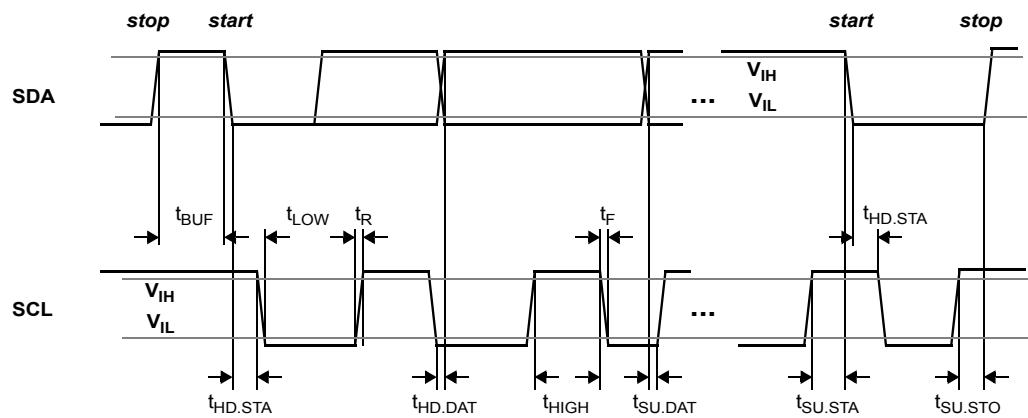 stop start start stop
SDA
V_IH
V_IL
...
t_BUF t_LOW t_R t_F t_HD.STA
SCL
V_IH
V_IL
...
t_HD.STA t_HD.DAT t_HIGH t_SU.DAT t_SU.STA t_SU.STO